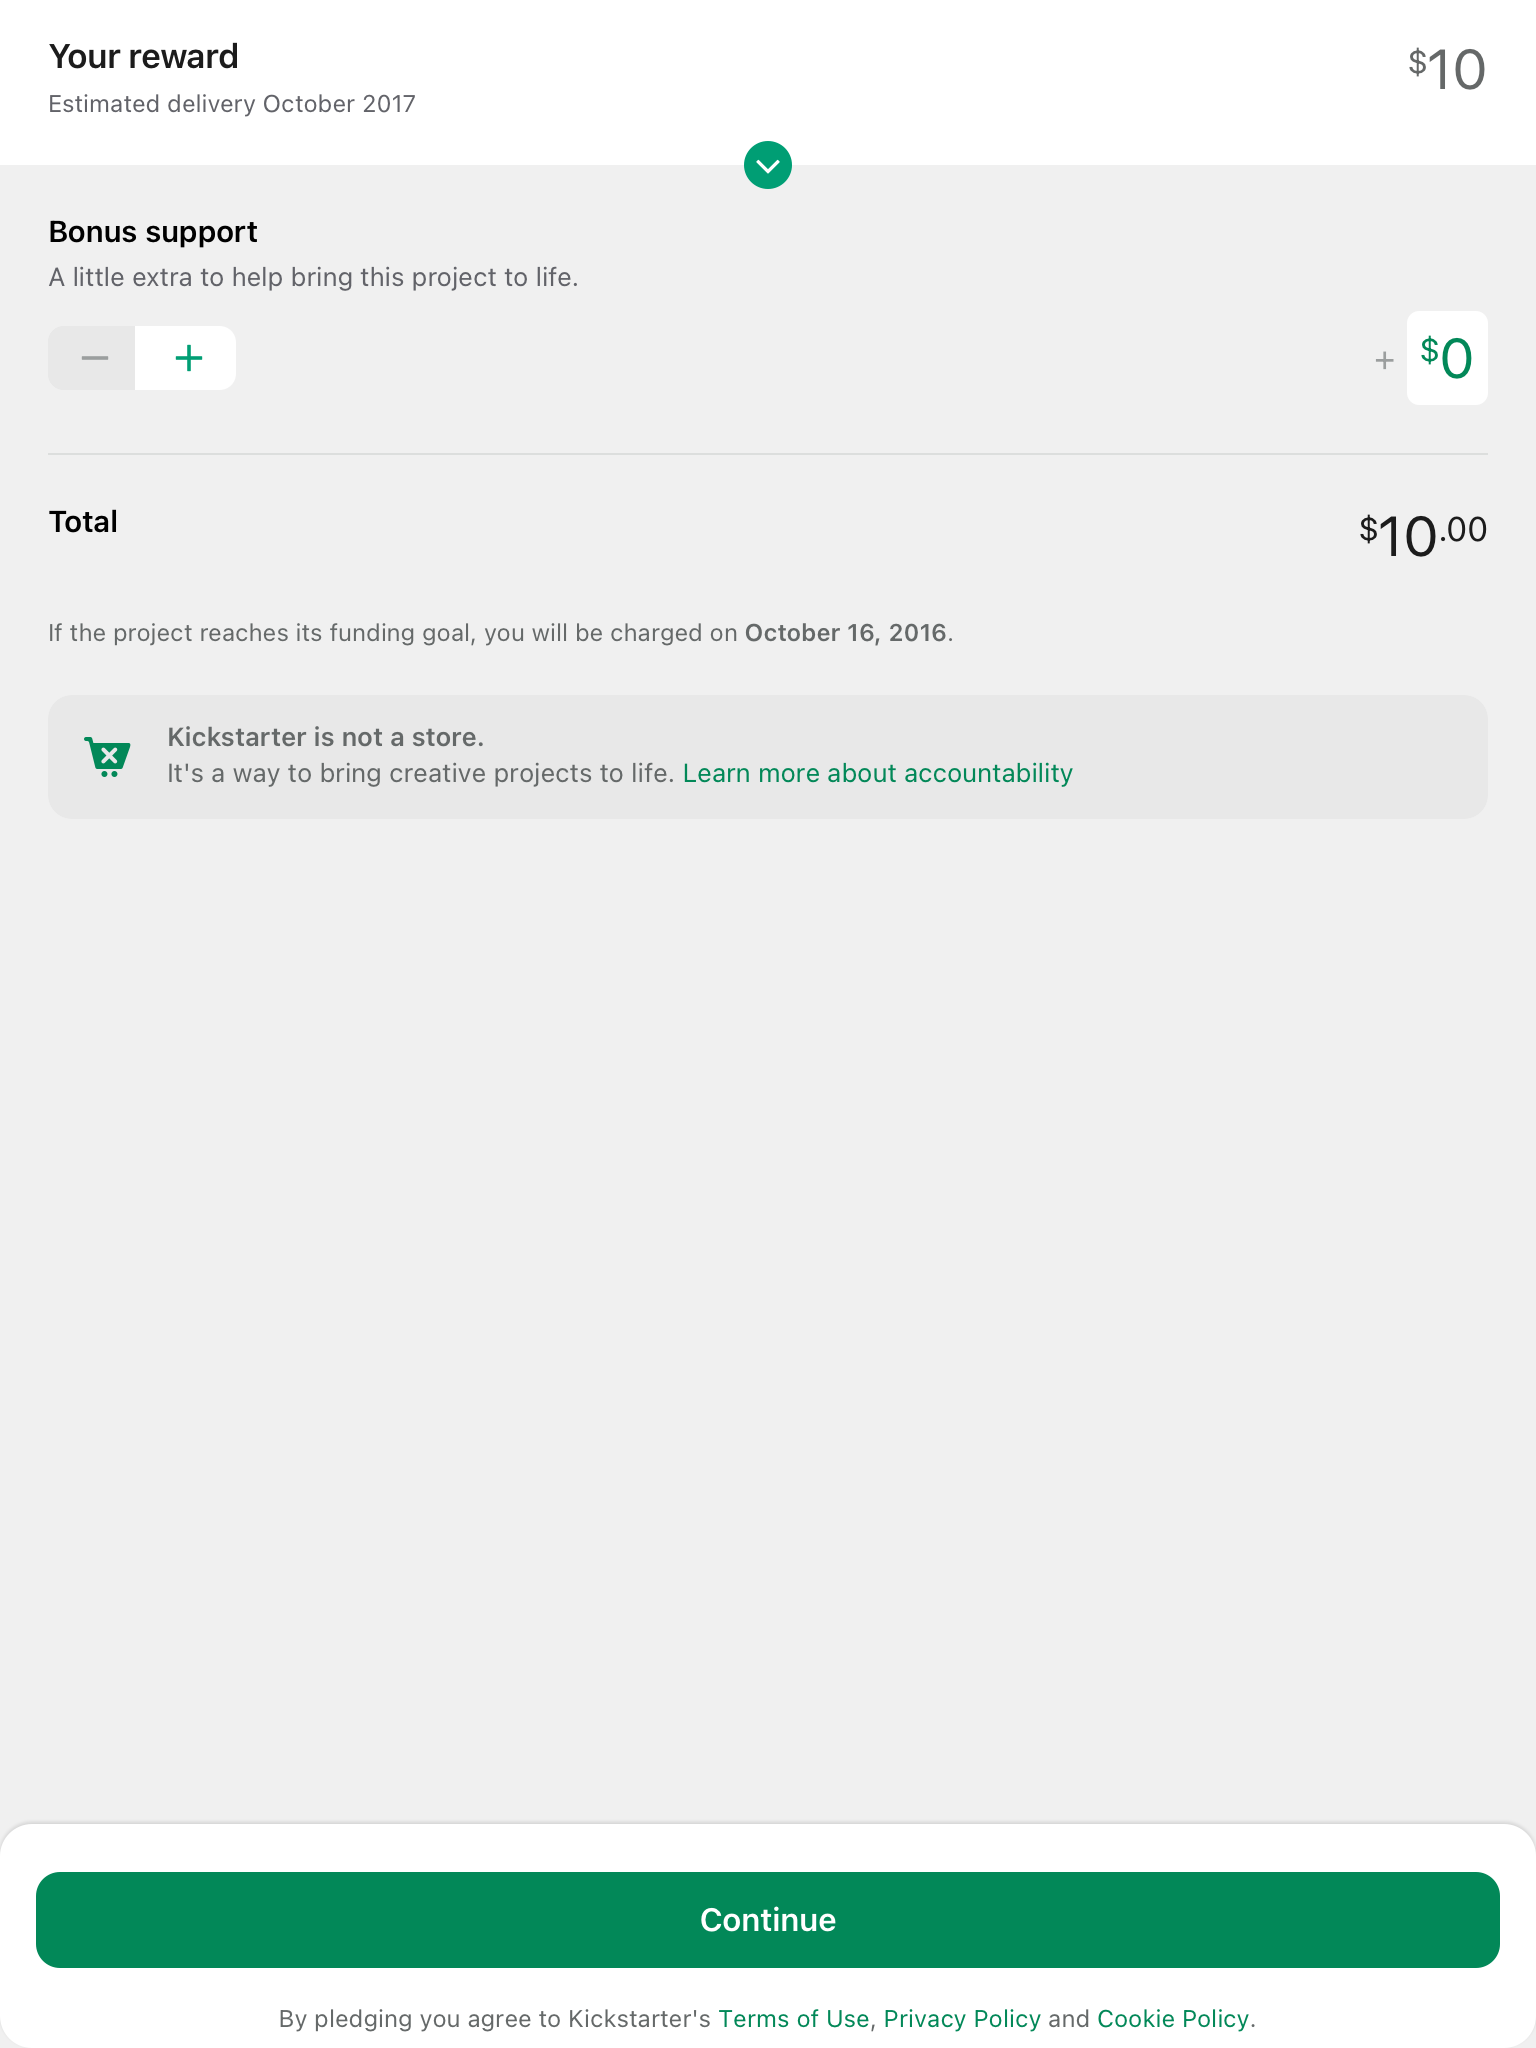 Your reward
$10
Estimated delivery October 2017
Bonus support
A little extra to help bring this project to life.
− + + $0
Total
$10.00
If the project reaches its funding goal, you will be charged on October 16, 2016.
Kickstarter is not a store.
It's a way to bring creative projects to life. Learn more about accountability
Continue
By pledging you agree to Kickstarter's Terms of Use, Privacy Policy and Cookie Policy.